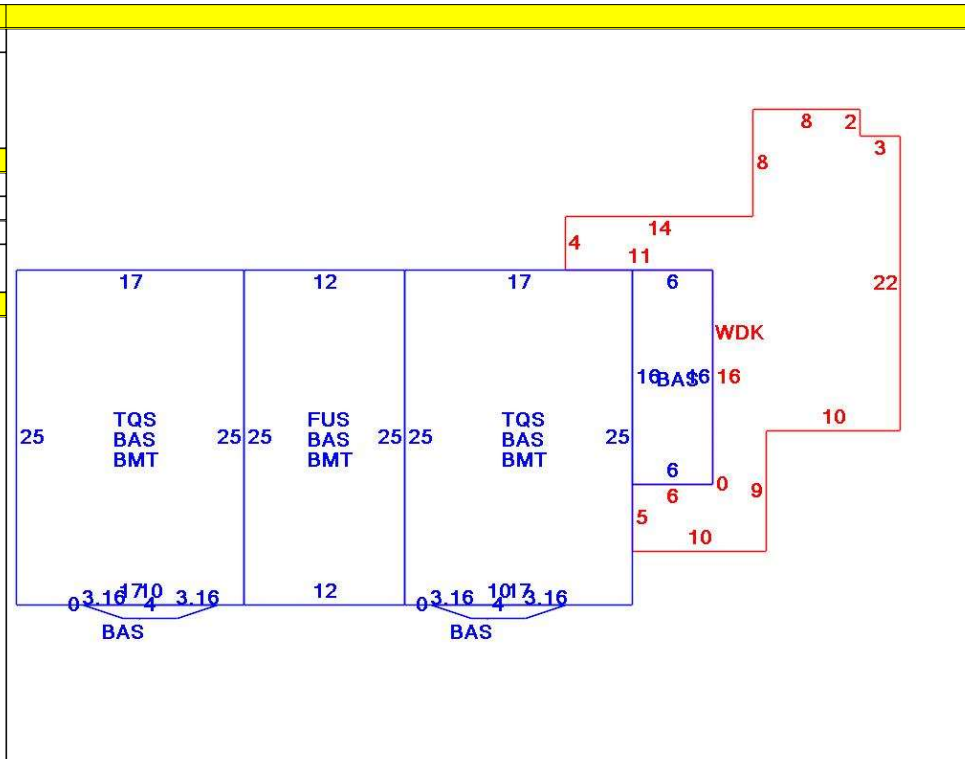 8 2
3
8
14
4
11
17 12 17 6
22
WDK
16 BAS 16 16
10
TQS FUS TQS
BAS BAS BAS
BMT BMT BMT
25 25 25 25 25 25
6
6 0 9
5
10
17 10 12 10 17
0 3.16 4 3.16 0 3.16 4 3.16
BAS BAS